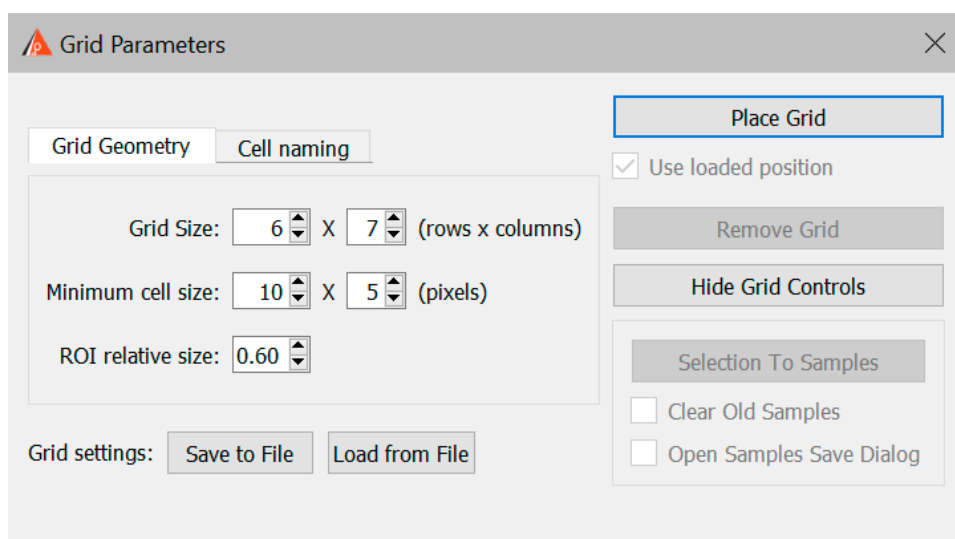 Grid Parameters
Place Grid
Grid Geometry
Cell naming
Use loaded position
Grid Size: 6 X 7 (rows x columns)
Remove Grid
Minimum cell size: 10 X 5 (pixels)
Hide Grid Controls
ROI relative size: 0.60
Selection To Samples
Clear Old Samples
Grid settings: Save to File Load from File
Open Samples Save Dialog